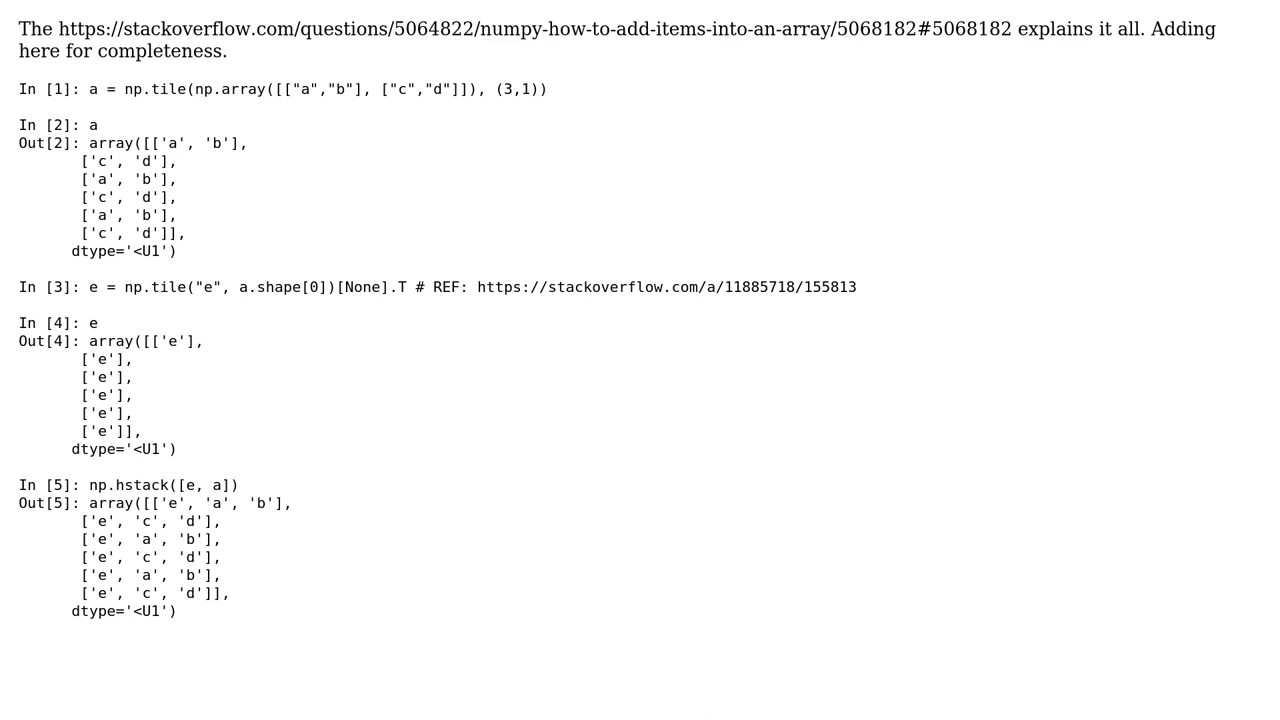 The https://stackoverflow.com/questions/5064822/numpy-how-to-add-items-into-an-array/5068182#5068182 explains it all. Adding
here for completeness.
In [1]: a = np.tile(np.array([["a","b"], ["c","d"]]), (3,1))
In [2]: a
Out[2]: array([['a', 'b'],
       ['c', 'd'],
       ['a', 'b'],
       ['c', 'd'],
       ['a', 'b'],
       ['c', 'd']],
      dtype='<U1')
In [3]: e = np.tile("e", a.shape[0])[None].T # REF: https://stackoverflow.com/a/11885718/155813
In [4]: e
Out[4]: array([['e'],
       ['e'],
       ['e'],
       ['e'],
       ['e'],
       ['e']],
      dtype='<U1')
In [5]: np.hstack([e, a])
Out[5]: array([['e', 'a', 'b'],
       ['e', 'c', 'd'],
       ['e', 'a', 'b'],
       ['e', 'c', 'd'],
       ['e', 'a', 'b'],
       ['e', 'c', 'd']],
      dtype='<U1')